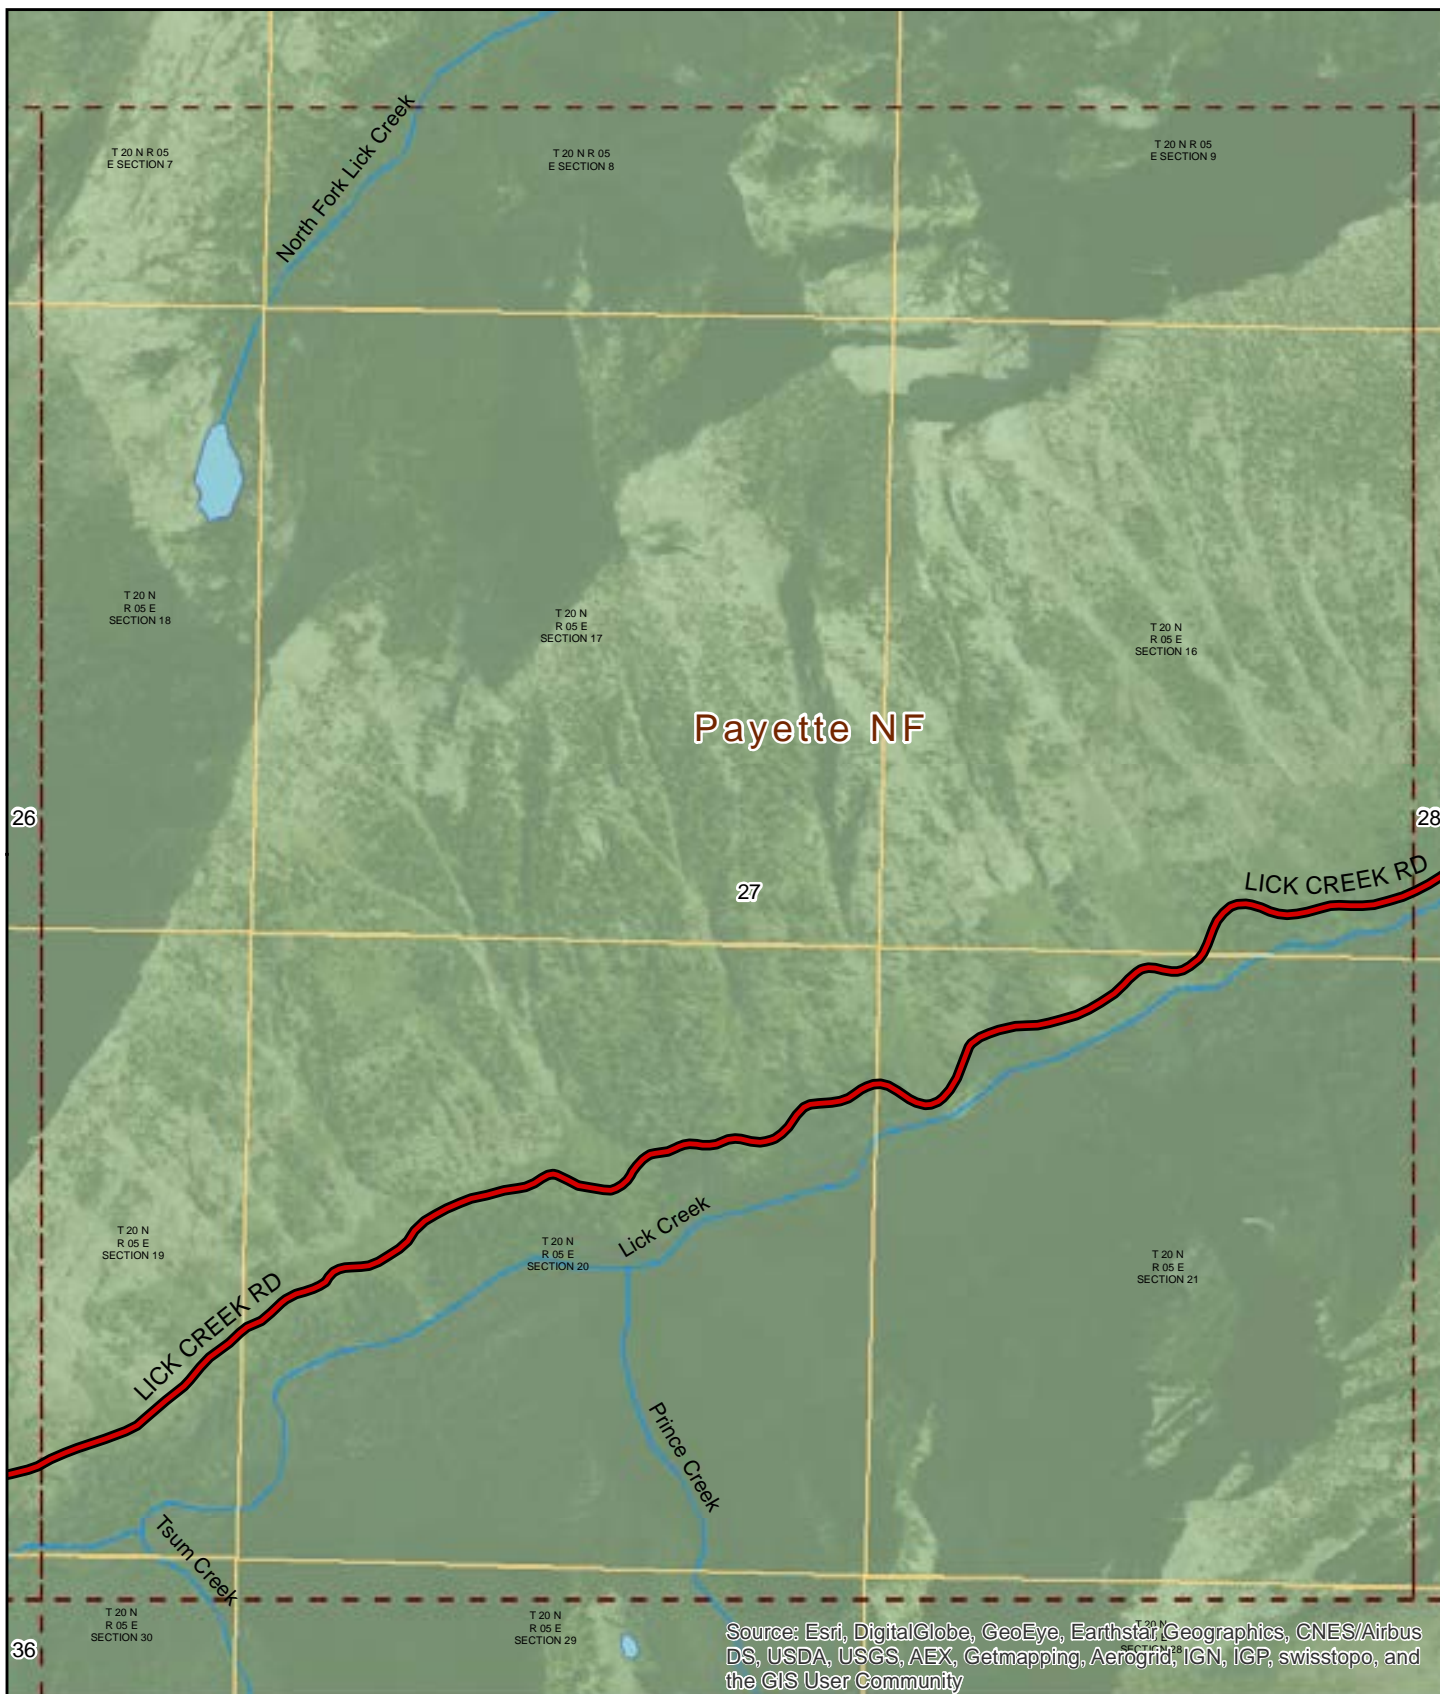 North Fork Lick Creek
T 20 N R 05
E SECTION 7
T 20 N R 05
E SECTION 8
T 20 N R 05
E SECTION 9
T 20 N
R 05 E
SECTION 18
T 20 N
R 05 E
SECTION 17
T 20 N
R 05 E
SECTION 16
Payette NF
26
28
27
LICK CREEK RD
Lick Creek
T 20 N
R 05 E
SECTION 19
T 20 N
R 05 E
SECTION 20
T 20 N
R 05 E
SECTION 21
LICK CREEK RD
Prince Creek
Tsum Creek
T 20 N
R 05 E
SECTION 30
T 20 N
R 05 E
SECTION 29
T 20 N
SECTION 28
36
Source: Esri, DigitalGlobe, GeoEye, Earthstar Geographics, CNES/Airbus
DS, USDA, USGS, AEX, Getmapping, Aerogrid, IGN, IGP, swisstopo, and
the GIS User Community